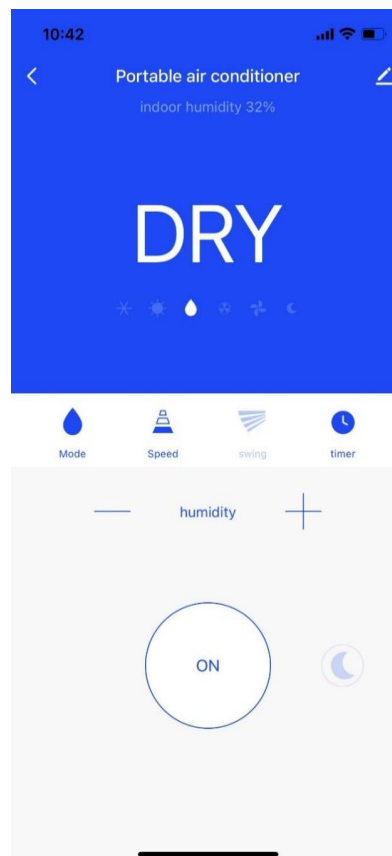 10:42
Portable air conditioner
indoor humidity 32%
DRY
Mode Speed swing timer
humidity
ON